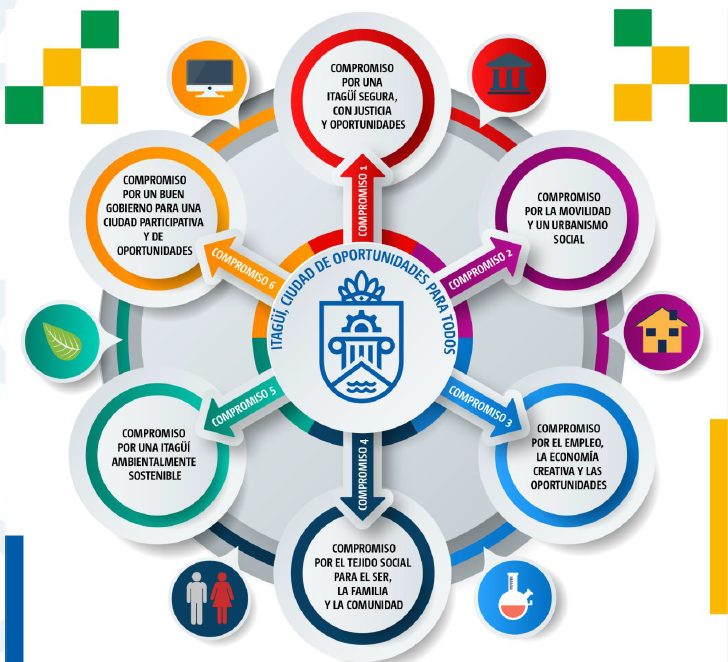 ITAGÜÍ, CIUDAD DE OPORTUNIDADES PARA TODOS
COMPROMISO 1
COMPROMISO
POR UNA
ITAGÜÍ SEGURA,
CON JUSTICIA
Y OPORTUNIDADES
COMPROMISO 2
COMPROMISO
POR LA MOVILIDAD
Y UN URBANISMO
SOCIAL
COMPROMISO 3
COMPROMISO
POR EL EMPLEO,
LA ECONOMÍA
CREATIVA Y LAS
OPORTUNIDADES
COMPROMISO 4
COMPROMISO
POR EL TEJIDO SOCIAL
PARA EL SER,
LA FAMILIA
Y LA COMUNIDAD
COMPROMISO 5
COMPROMISO
POR UNA ITAGÜÍ
AMBIENTALMENTE
SOSTENIBLE
COMPROMISO 6
COMPROMISO
POR UN BUEN
GOBIERNO PARA UNA
CIUDAD PARTICIPATIVA
Y DE
OPORTUNIDADES